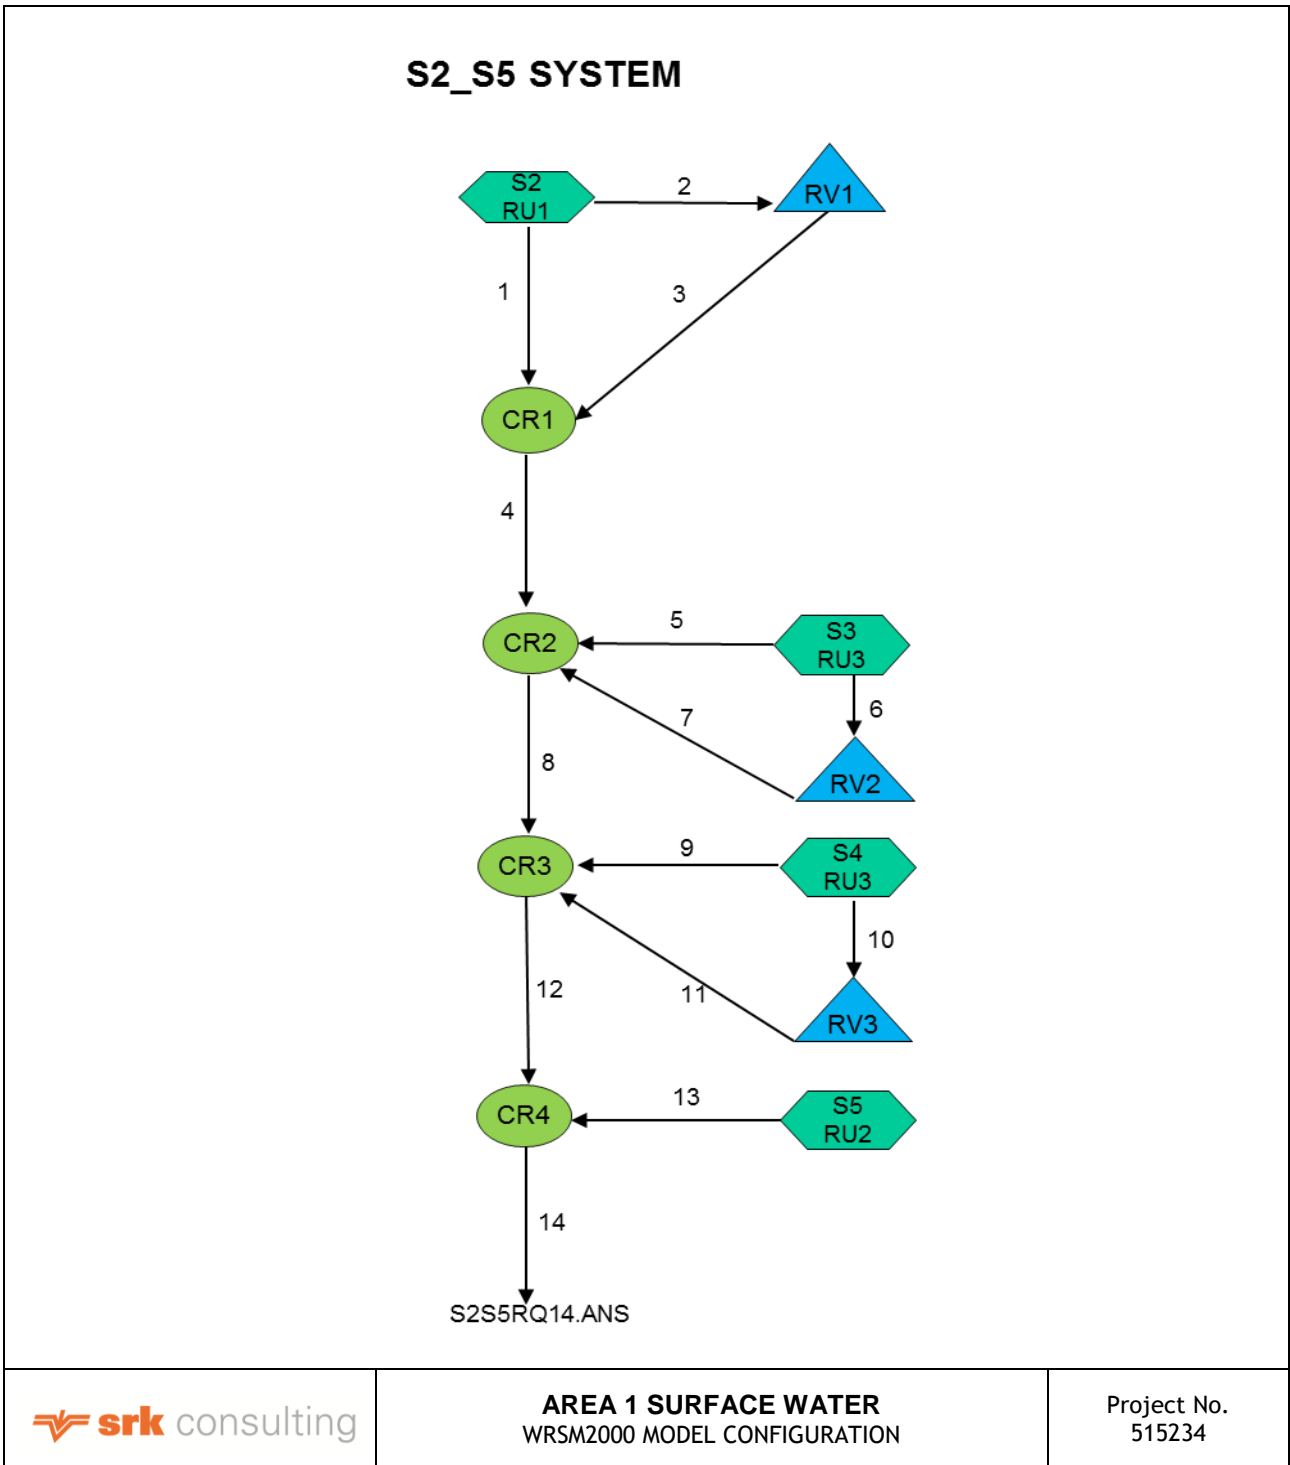 S2_S5 SYSTEM
S2
RU1
2
RV1
1
3
CR1
4
CR2
5
S3
RU3
6
7
RV2
8
CR3
9
S4
RU3
10
11
RV3
12
CR4
13
S5
RU2
14
S2S5RQ14.ANS
srk consulting
AREA 1 SURFACE WATER
WRSM2000 MODEL CONFIGURATION
Project No.
515234